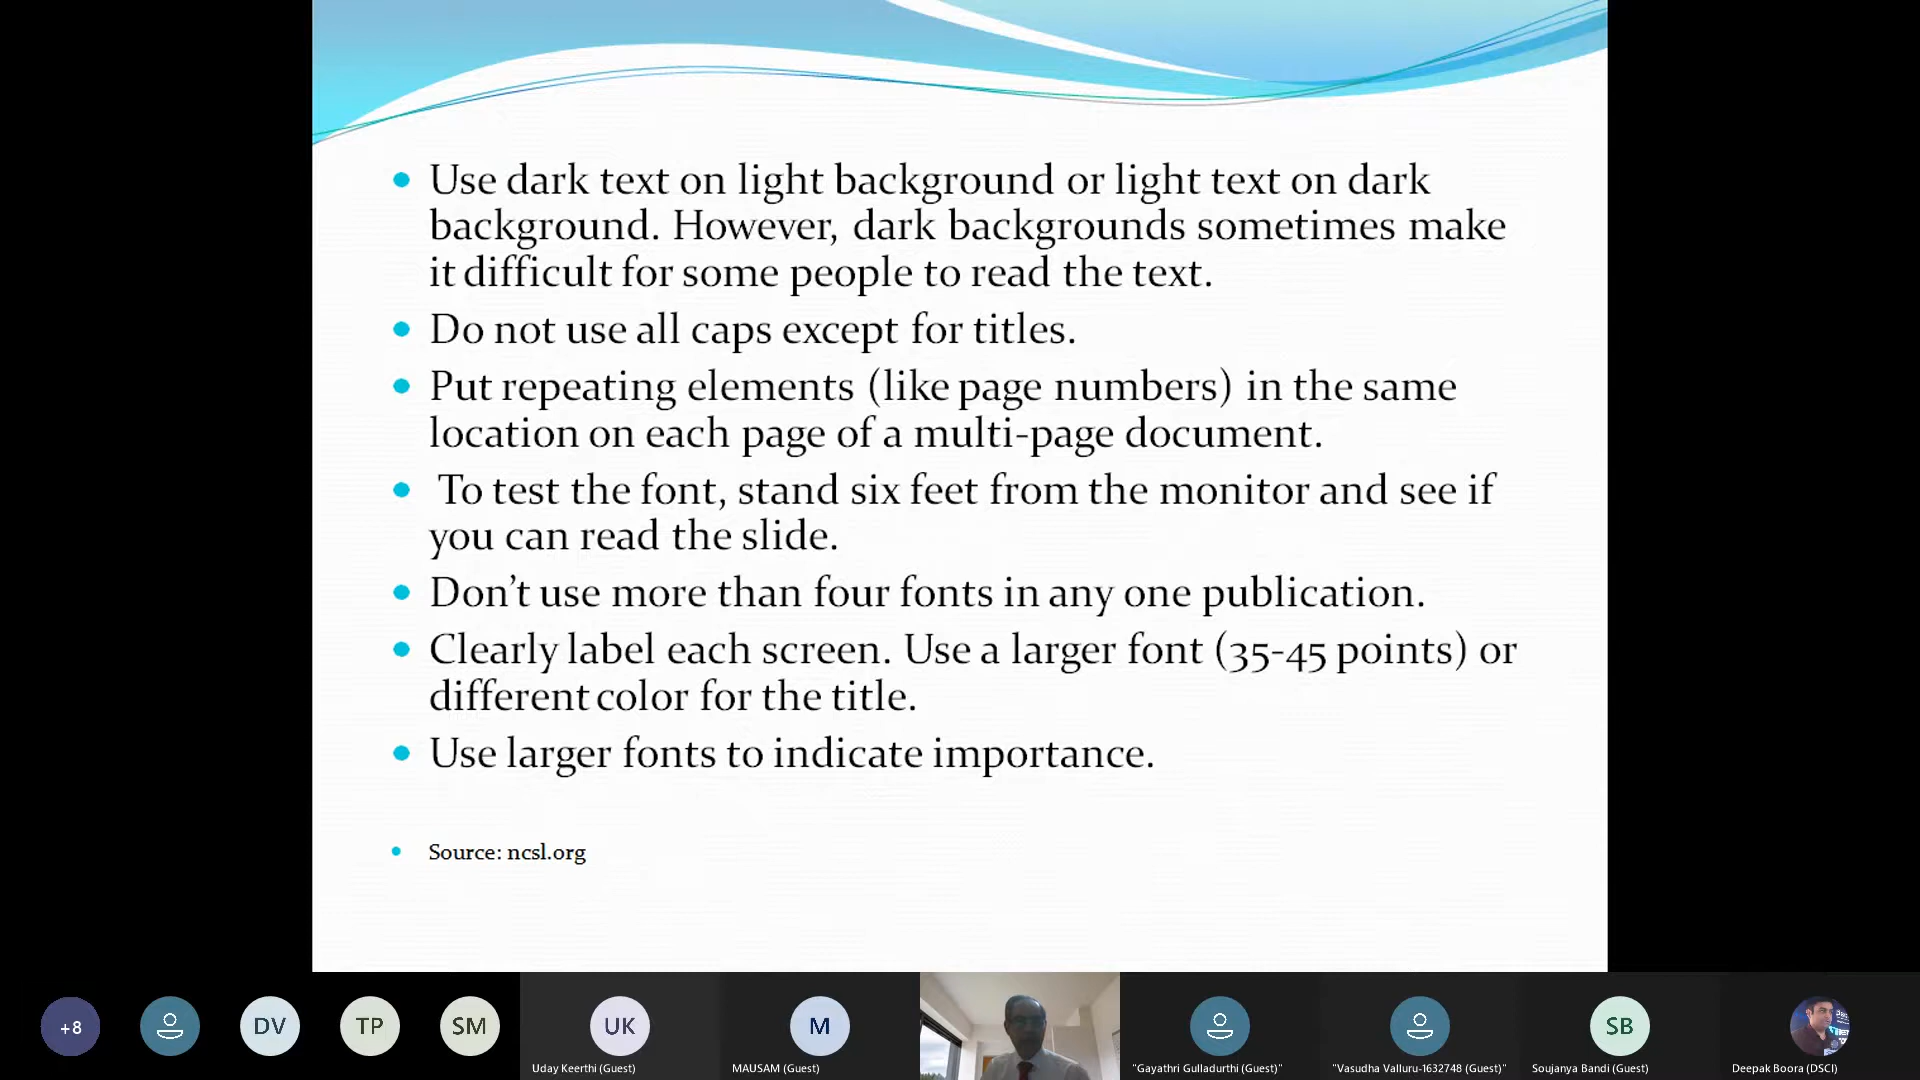 Use dark text on light background or light text on dark
background. However, dark backgrounds sometimes make
it difficult for some people to read the text.
Do not use all caps except for titles.
Put repeating elements (like page numbers) in the same
location on each page of a multi-page document.
To test the font, stand six feet from the monitor and see if
you can read the slide.
Don’t use more than four fonts in any one publication.
Clearly label each screen. Use a larger font (35-45 points) or
different color for the title.
Use larger fonts to indicate importance.
Source: ncsl.org
+8
DV
TP
SM
UK
M
SB
Uday Keerthi (Guest)
MAUSAM (Guest)
"Gayathri Gulladurthi (Guest)"
"Vasudha Valluru-1632748 (Guest)"
Soujanya Bandi (Guest)
Deepak Boora (DSCI)